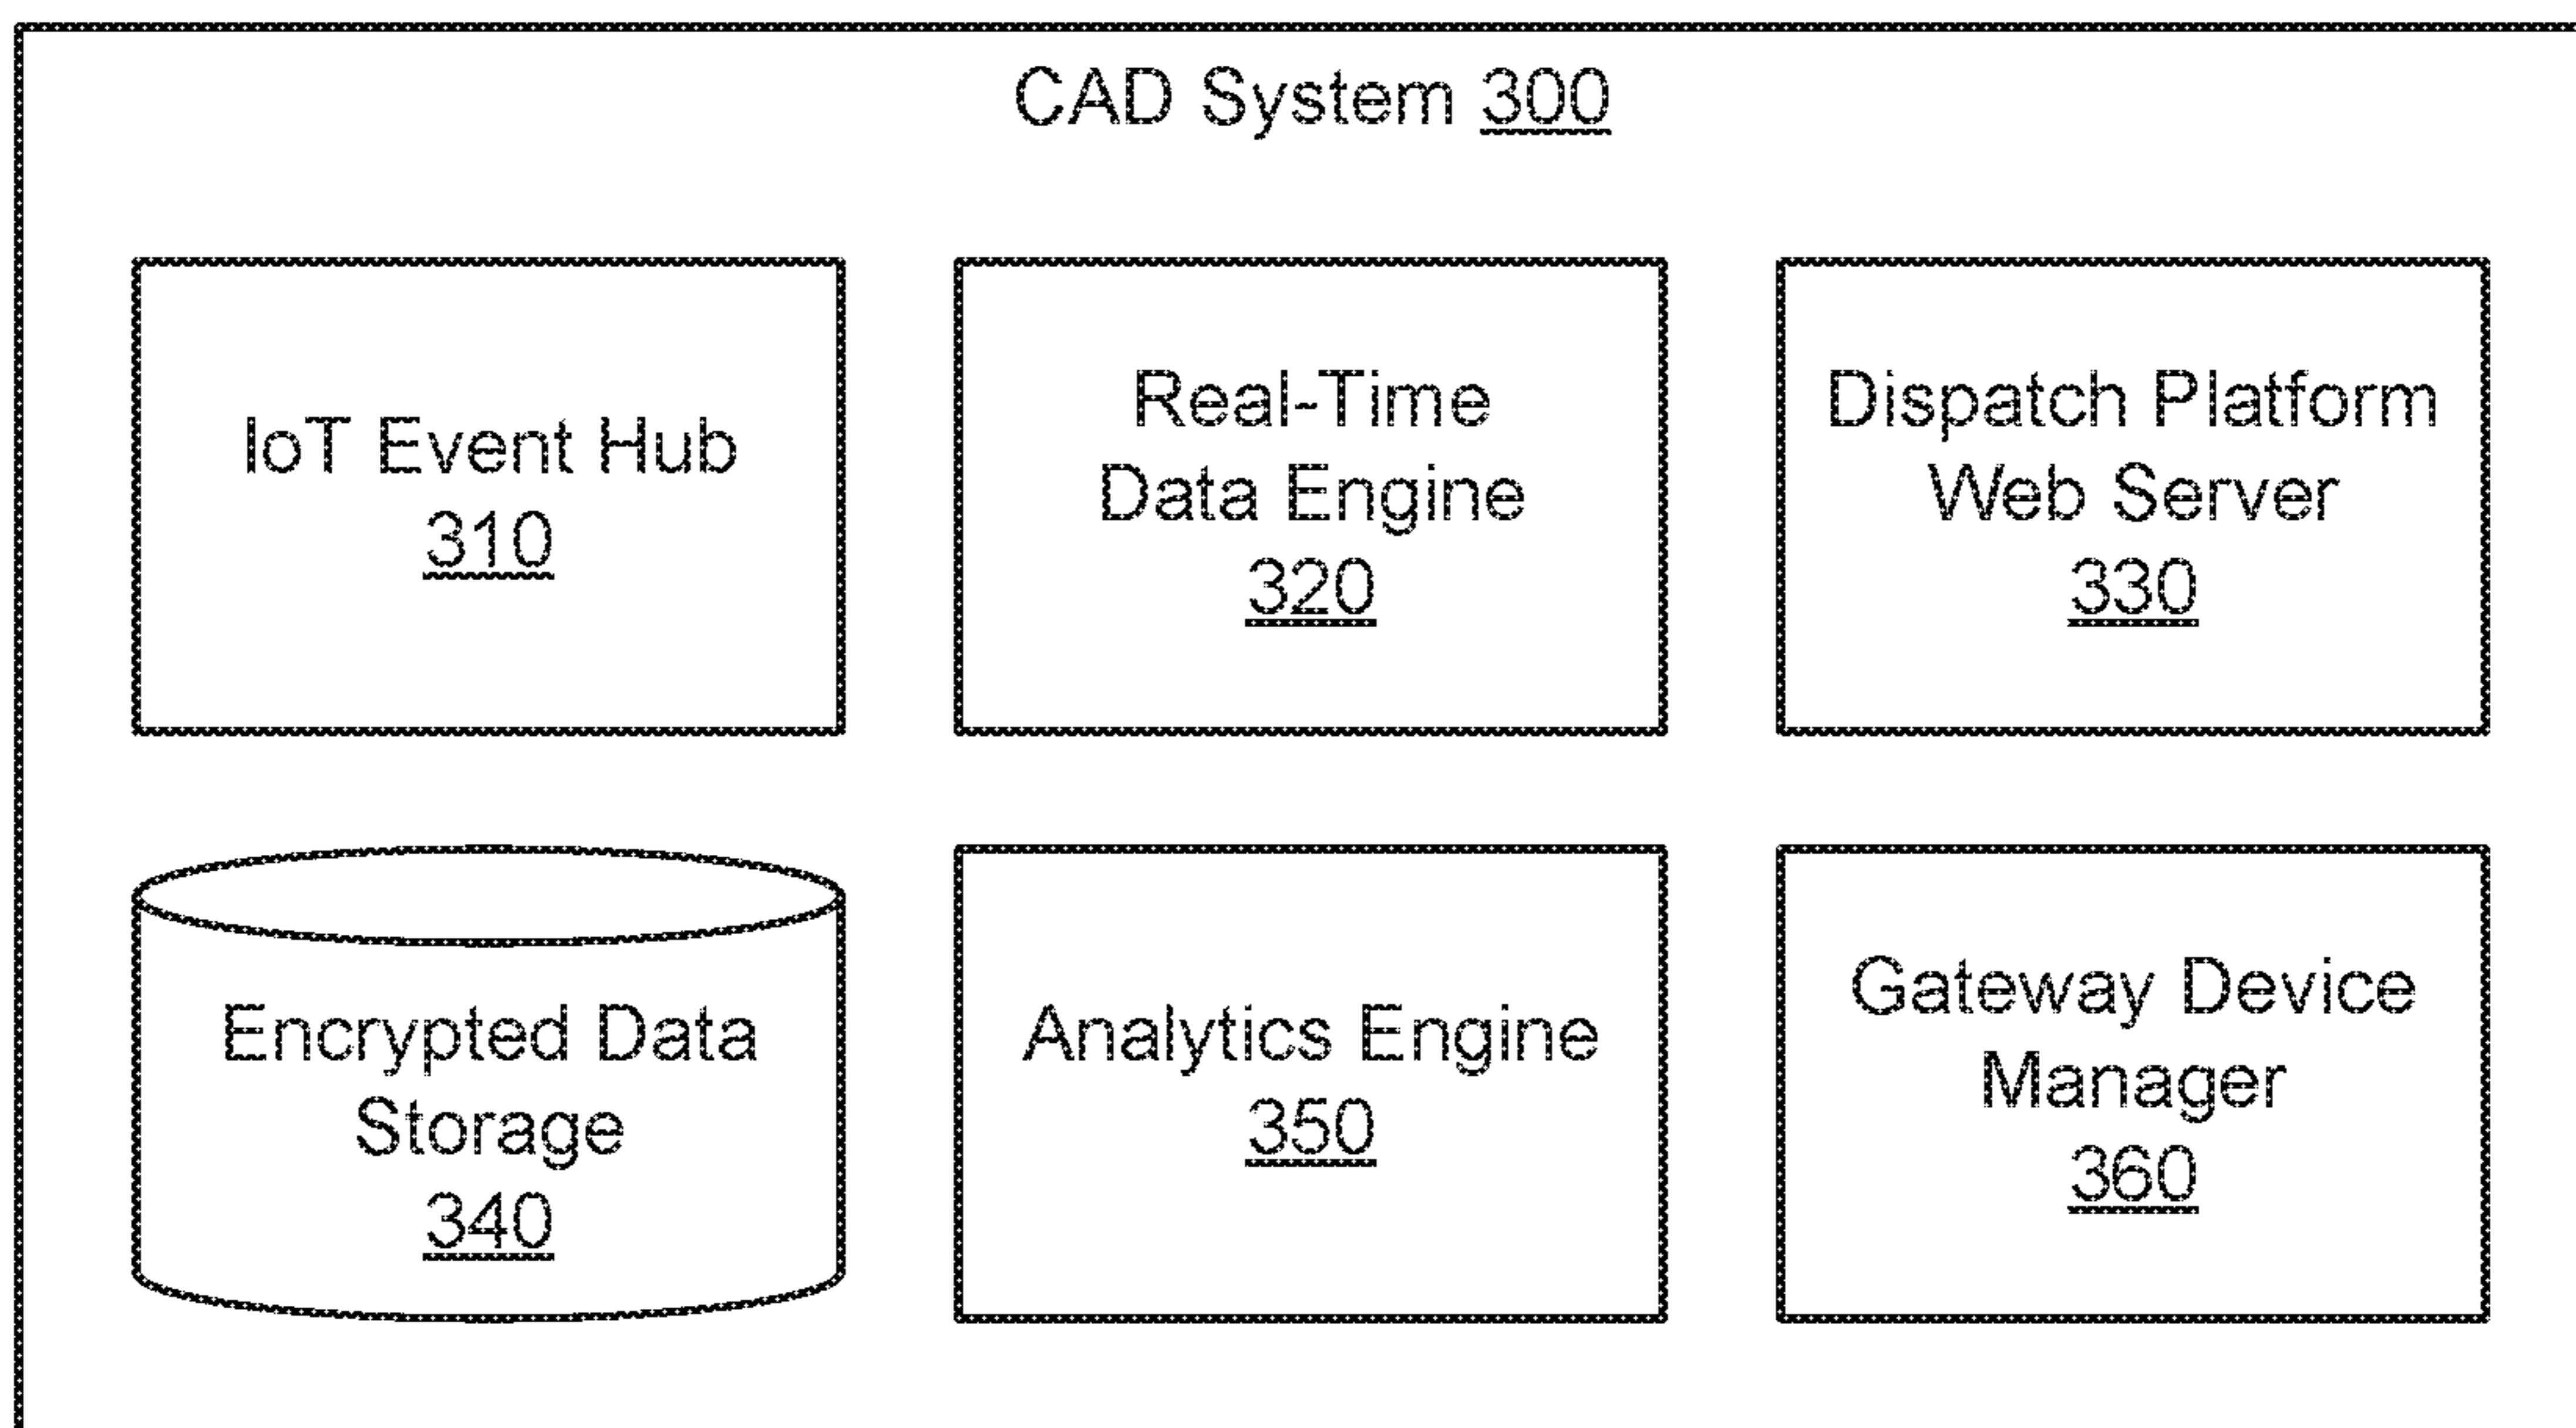 CAD System 300
IoT Event Hub
310
Real-Time
Data Engine
320
Dispatch Platform
Web Server
330
Encrypted Data
Storage
340
Analytics Engine
350
Gateway Device
Manager
360